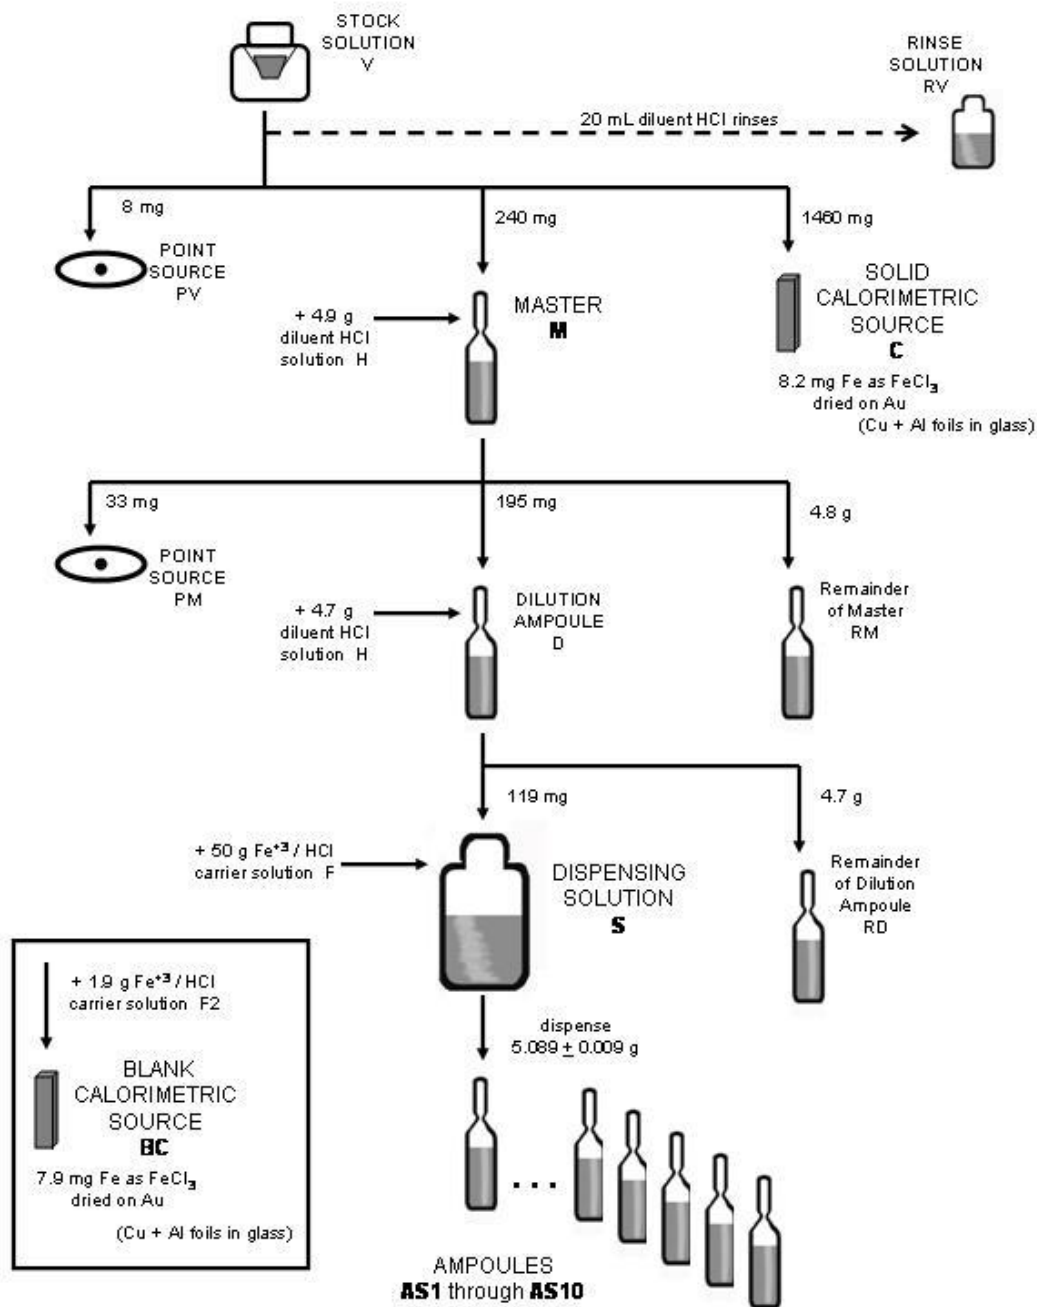 STOCK
SOLUTION
V
RINSE
SOLUTION
RV
20 mL diluent HCl rinses
8 mg
240 mg
1460 mg
POINT
SOURCE
PV
+ 4.9 g
diluent HCl
solution H
MASTER
M
SOLID
CALORIMETRIC
SOURCE
C
8.2 mg Fe as FeCl₃
dried on Au
(Cu + Al foils in glass)
33 mg
195 mg
4.8 g
POINT
SOURCE
PM
+ 4.7 g
diluent HCl
solution H
DILUTION
AMPOULE
D
Remainder
of Master
RM
119 mg
4.7 g
+ 50 g Fe⁺³ / HCl
carrier solution F
DISPENSING
SOLUTION
S
Remainder
of Dilution
Ampoule
RD
+ 1.9 g Fe⁺³ / HCl
carrier solution F2
BLANK
CALORIMETRIC
SOURCE
BC
7.9 mg Fe as FeCl₃
dried on Au
(Cu + Al foils in glass)
dispense
5.089 ± 0.009 g
. . .
AMPOULES
AS1 through AS10